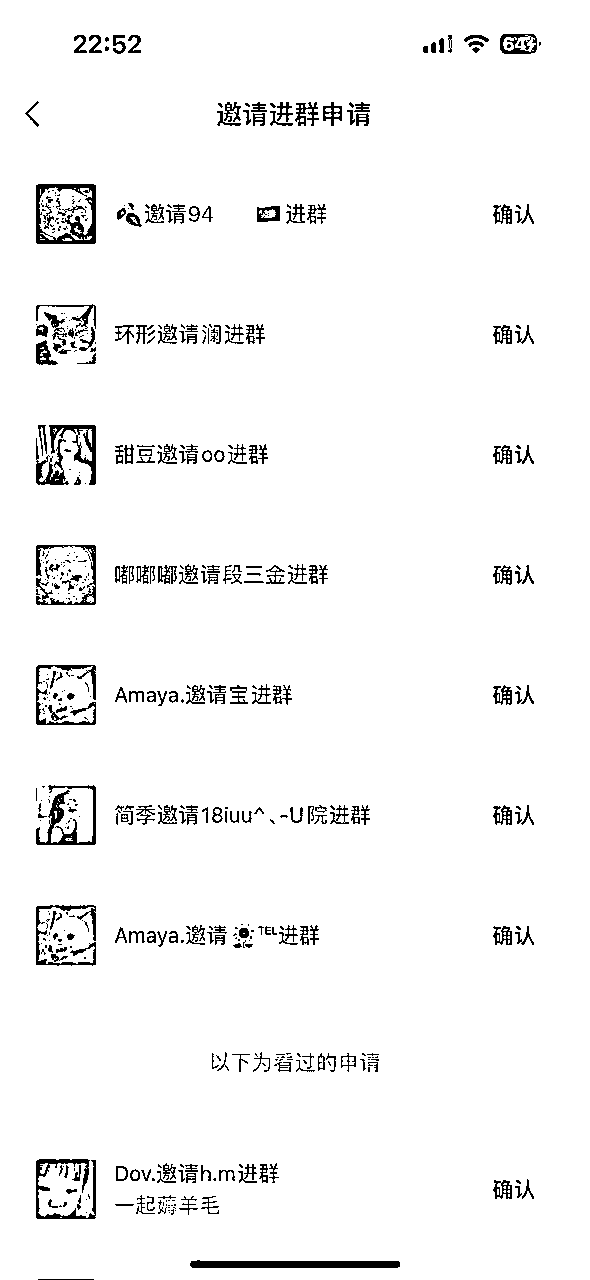 22:52
64
邀请进群申请
邀请94 进群
确认
环形邀请澜进群
确认
甜豆邀请oo进群
确认
嘟嘟嘟邀请段三金进群
确认
Amaya.邀请宝进群
确认
简季邀请18iuu^、-U院进群
确认
Amaya.邀请 ℡进群
确认
以下为看过的申请
Dov.邀请h.m进群
一起薅羊毛
确认